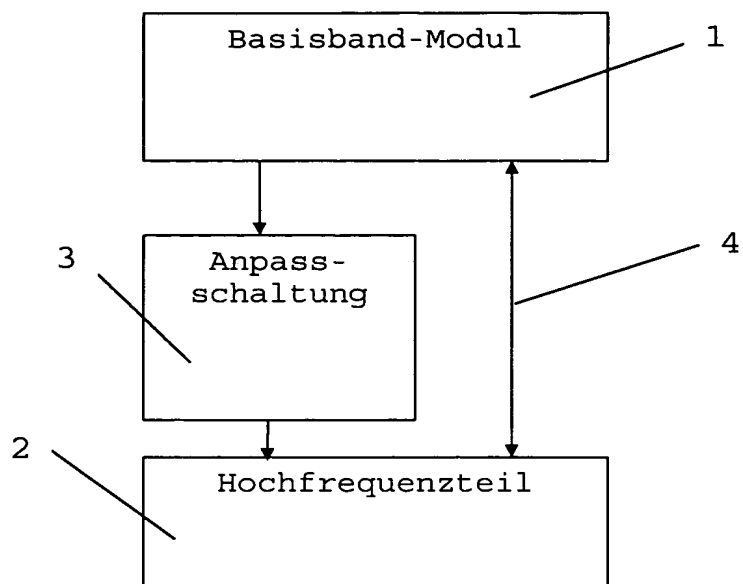 Basisband-Modul
1
3
Anpass-
schaltung
4
2
Hochfrequenzteil